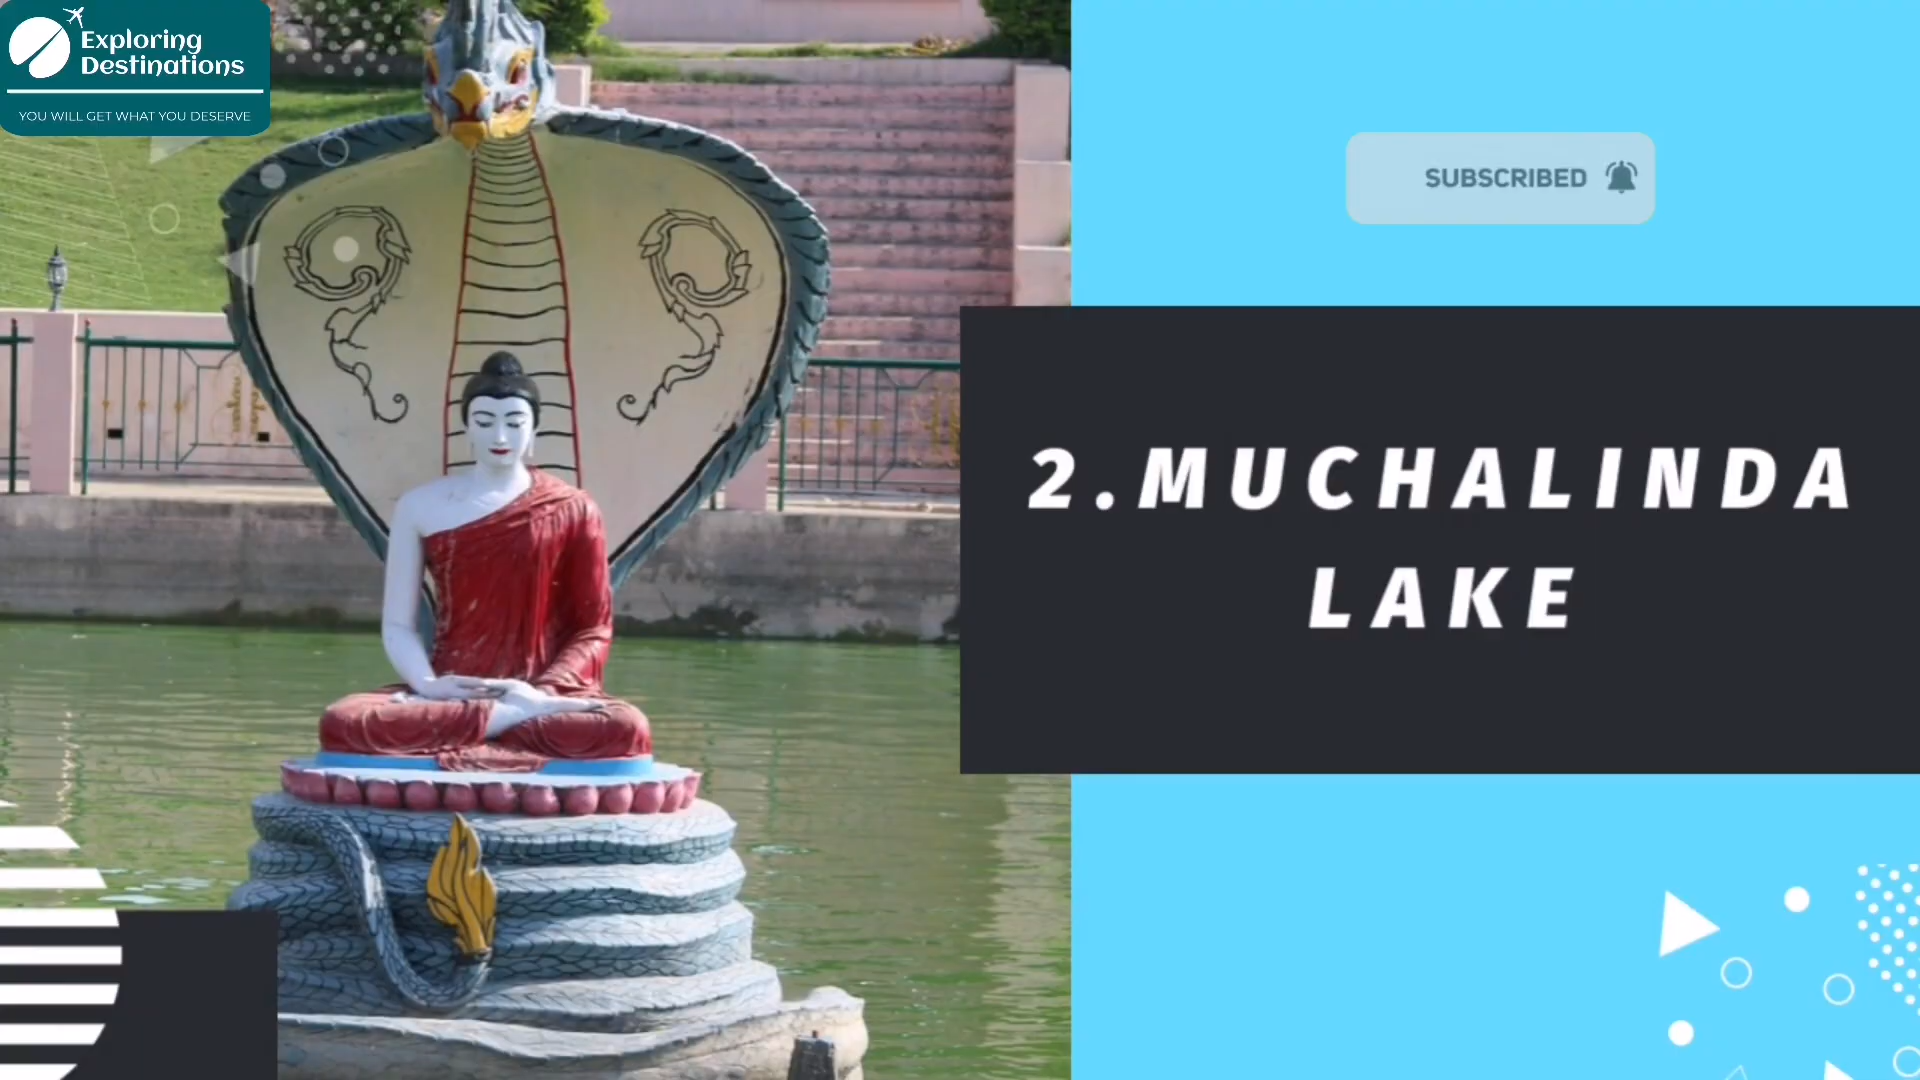 Exploring
Destinations
YOU WILL GET WHAT YOU DESERVE
SUBSCRIBED
2.MUCHALINDA
LAKE